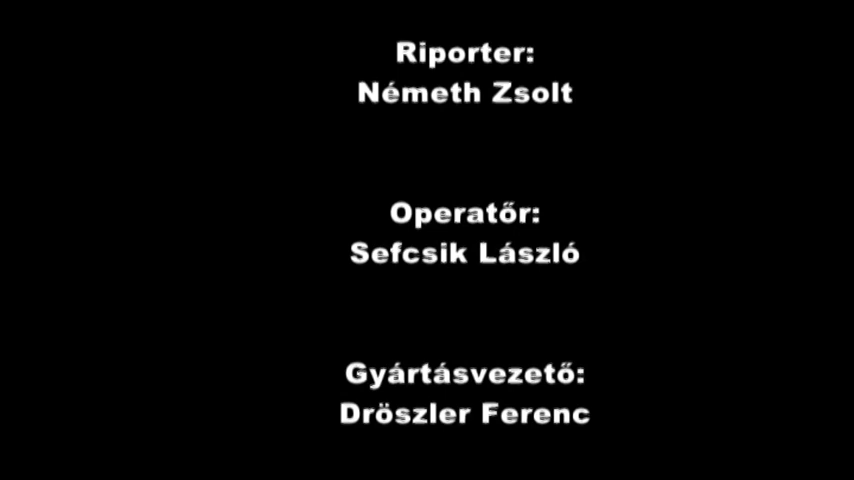 Riporter:
Németh Zsolt
Operatőr:
Sefcsik László
Gyártásvezető:
Dröszler Ferenc